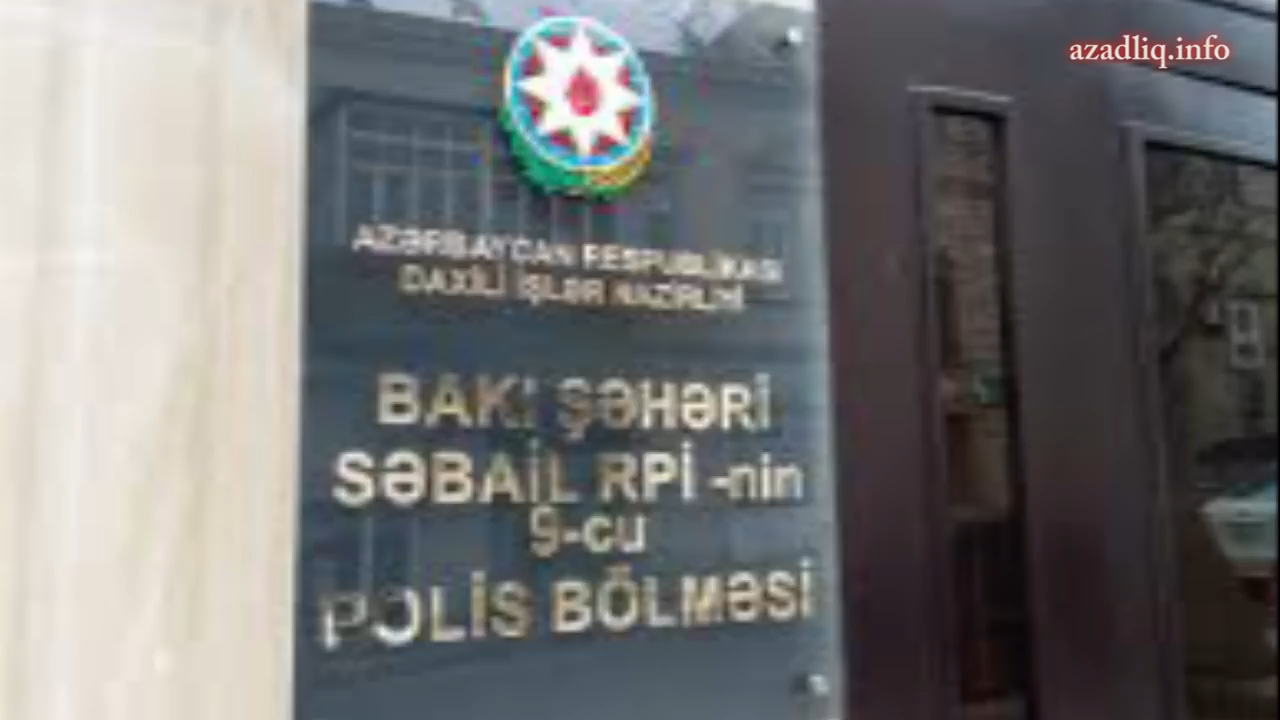 azadliq.info
AZƏRBAYCAN RESPUBLİKASI
DAXİLİ İŞLƏR NAZİRLİYİ
BAKI ŞƏHƏRİ
SƏBAİL RPİ -nin
9-cu
POLİS BÖLMƏSİ